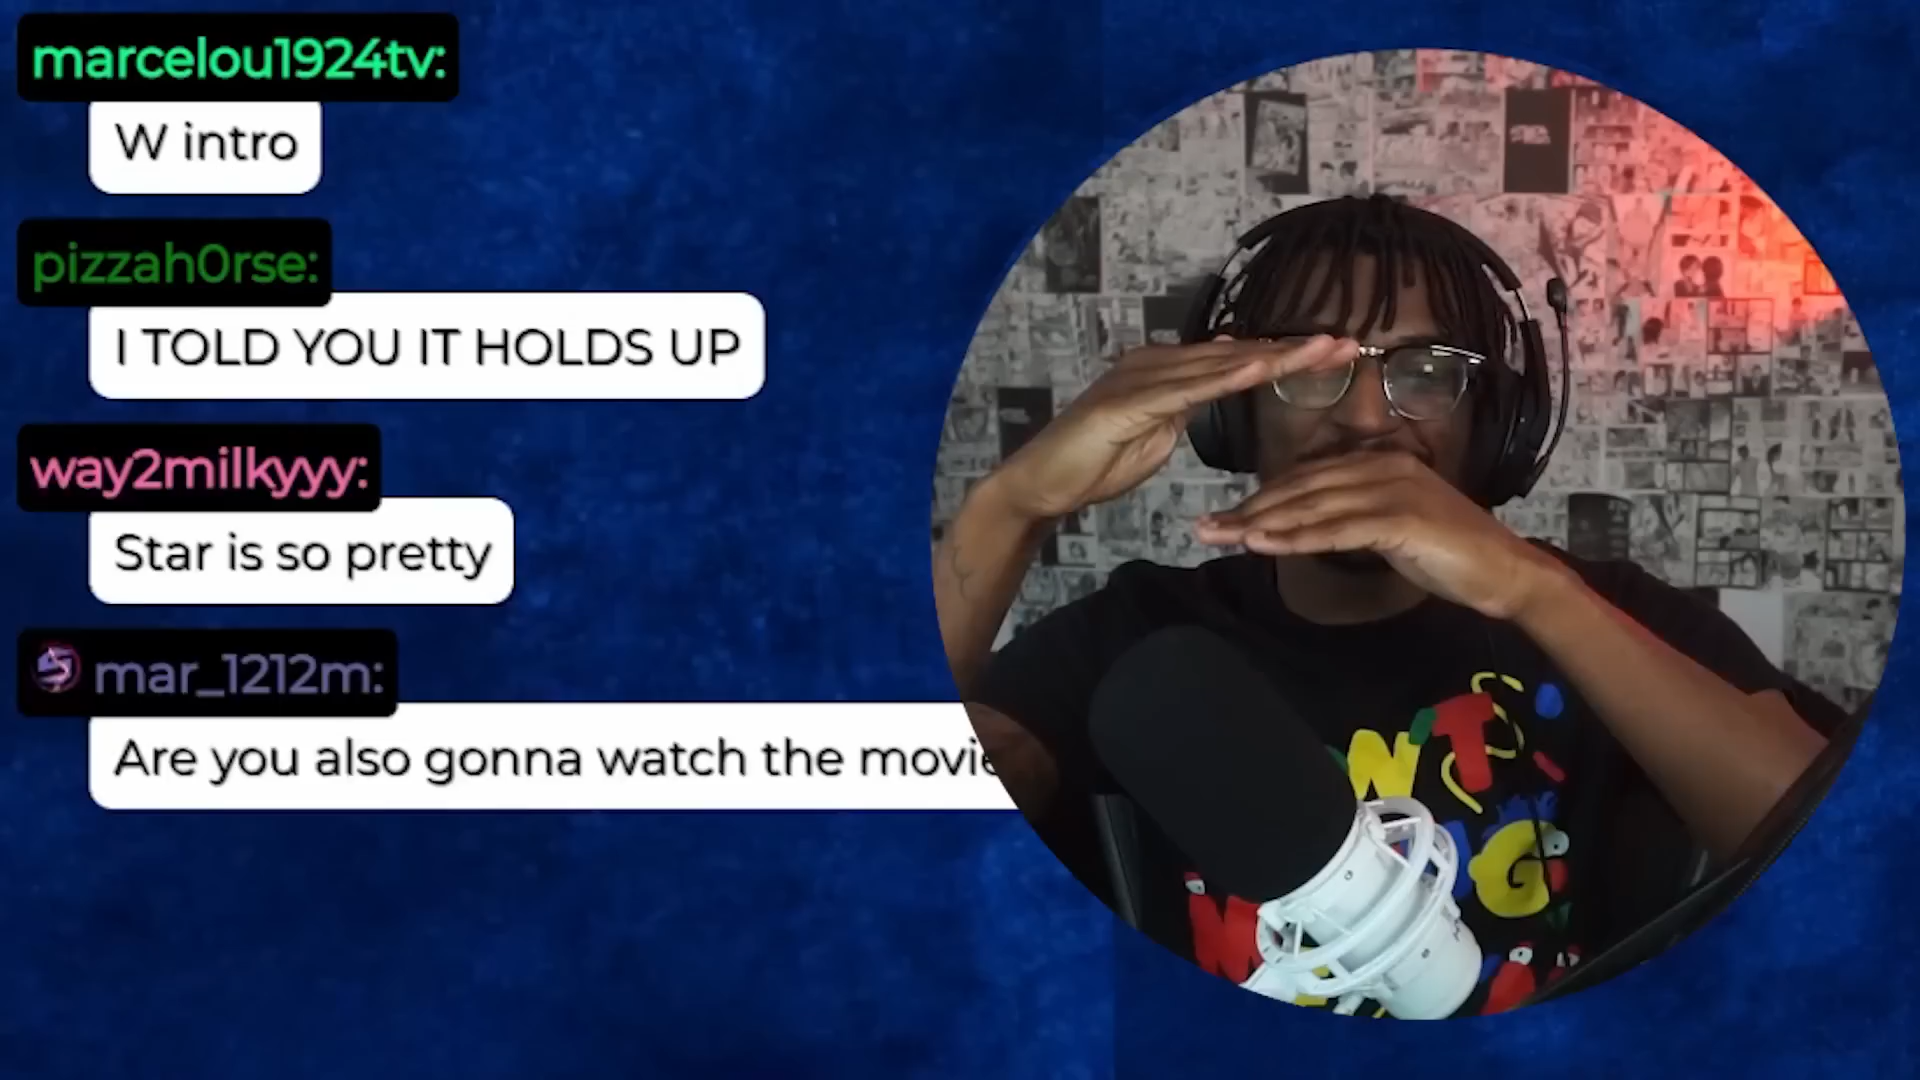 marcelou1924tv:
W intro
pizzah0rse:
I TOLD YOU IT HOLDS UP
way2milkyyy:
Star is so pretty
mar_1212m:
Are you also gonna watch the movie